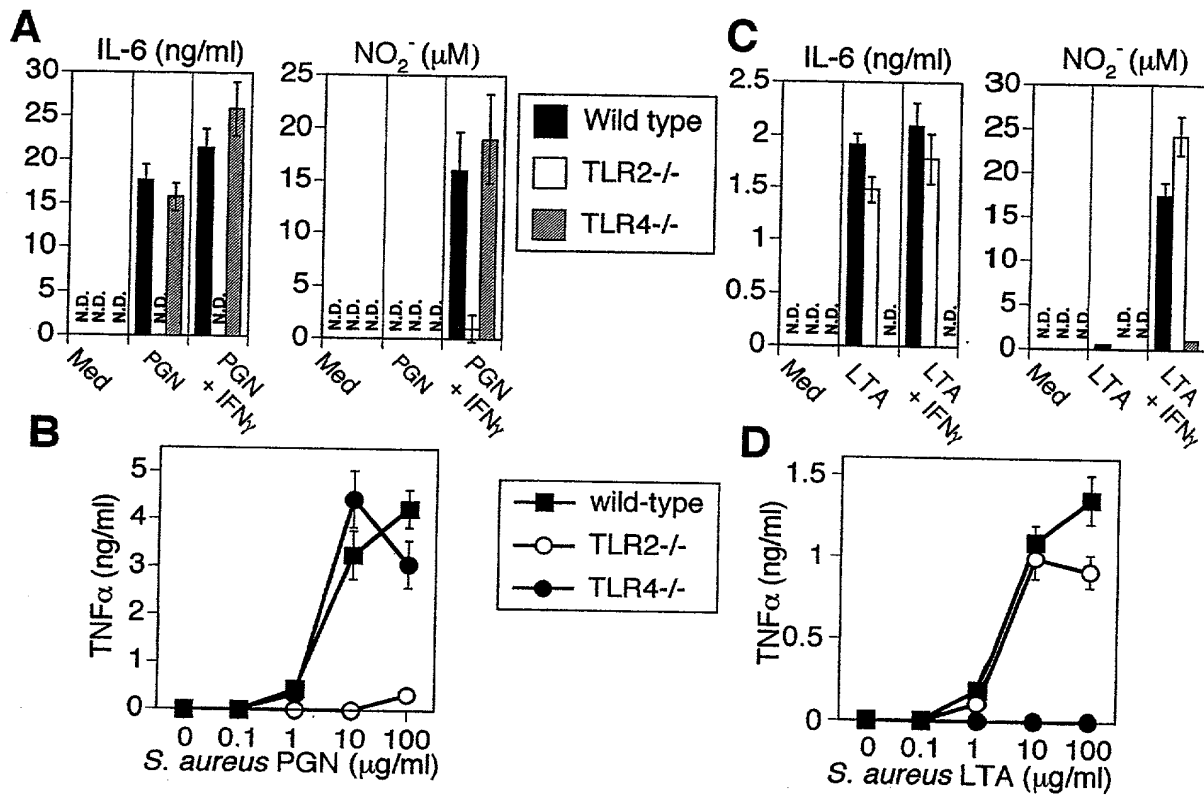 A
IL-6 (ng/ml)
30
25
20
15
10
5
0
N.D.
N.D.
N.D.
N.D.
N.D.
Med
PGN
PGN
+ IFNγ
NO₂⁻ (μM)
25
20
15
10
5
0
N.D.
N.D.
N.D.
N.D.
N.D.
N.D.
Med
PGN
PGN
+ IFNγ
Wild type
TLR2-/-
TLR4-/-
C
IL-6 (ng/ml)
2.5
2
1.5
1
0.5
0
N.D.
N.D.
N.D.
N.D.
N.D.
Med
LTA
LTA
+ IFNγ
NO₂⁻ (μM)
30
25
20
15
10
5
0
N.D.
N.D.
N.D.
N.D.
N.D.
Med
LTA
LTA
+ IFNγ
B
TNFα (ng/ml)
5
4
3
2
1
0
0 0.1 1 10 100
S. aureus PGN (μg/ml)
wild-type
TLR2-/-
TLR4-/-
D
TNFα (ng/ml)
1.5
1
0.5
0
0 0.1 1 10 100
S. aureus LTA (μg/ml)